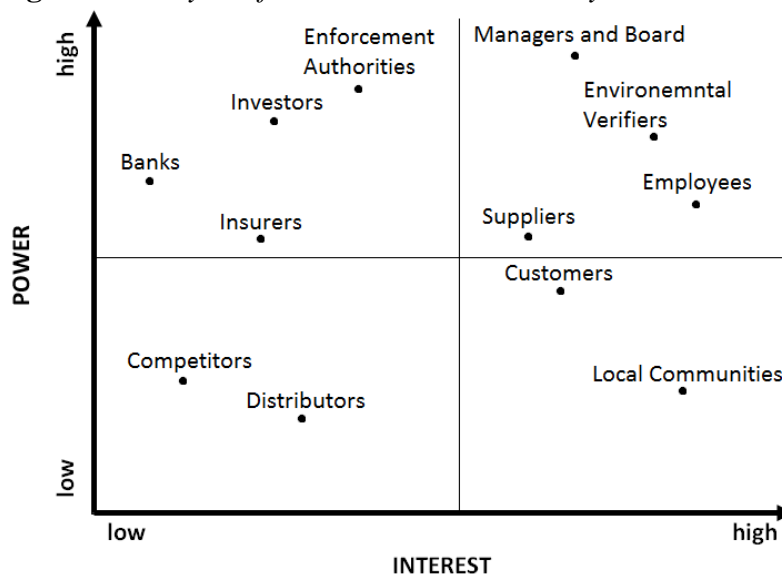 high
Enforcement
Authorities
Managers and Board
Investors
Environemntal
Verifiers
Banks
Employees
Insurers
Suppliers
POWER
Customers
Competitors
Local Communities
Distributors
low
low
high
INTEREST